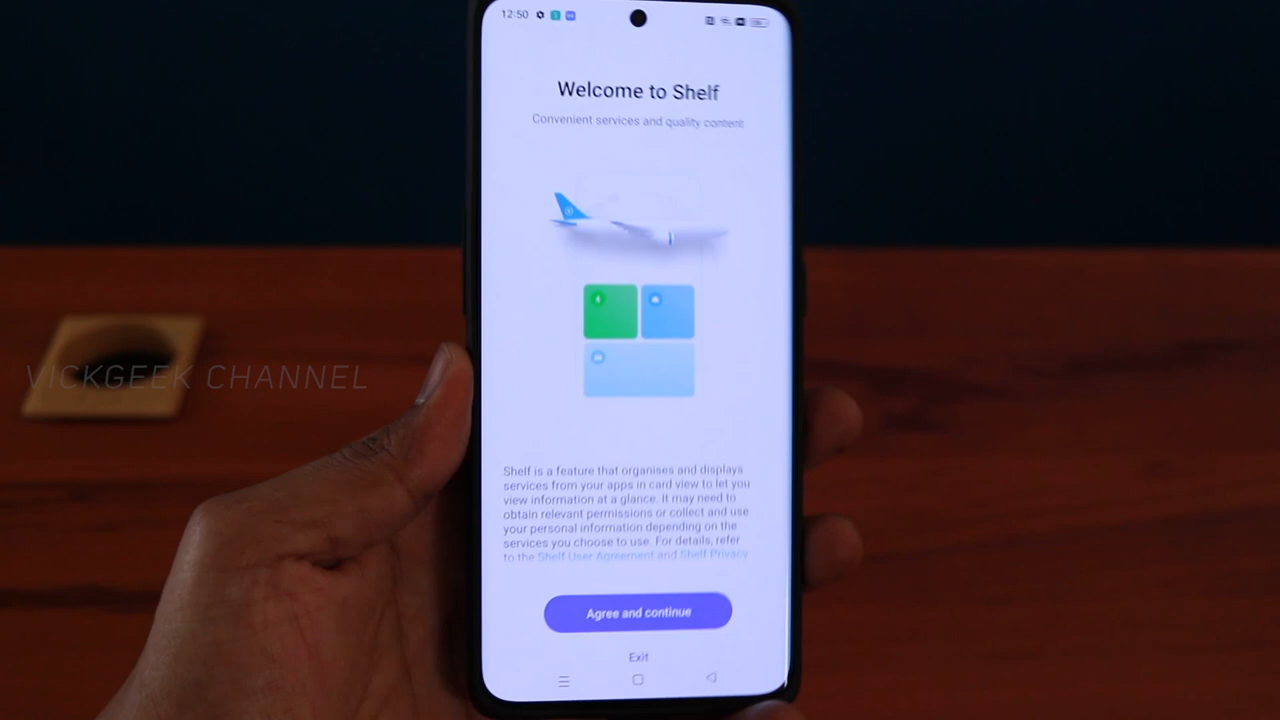 12:50
Welcome to Shelf
Convenient services and quality content
VICKGEEK CHANNEL
Shelf is a feature that organises and displays
services from your apps in card view to let you
view information at a glance. It may need to
obtain relevant permissions or collect and use
your personal information depending on the
services you choose to use. For details, refer
to the Shelf User Agreement and Shelf Privacy
Agree and continue
Exit